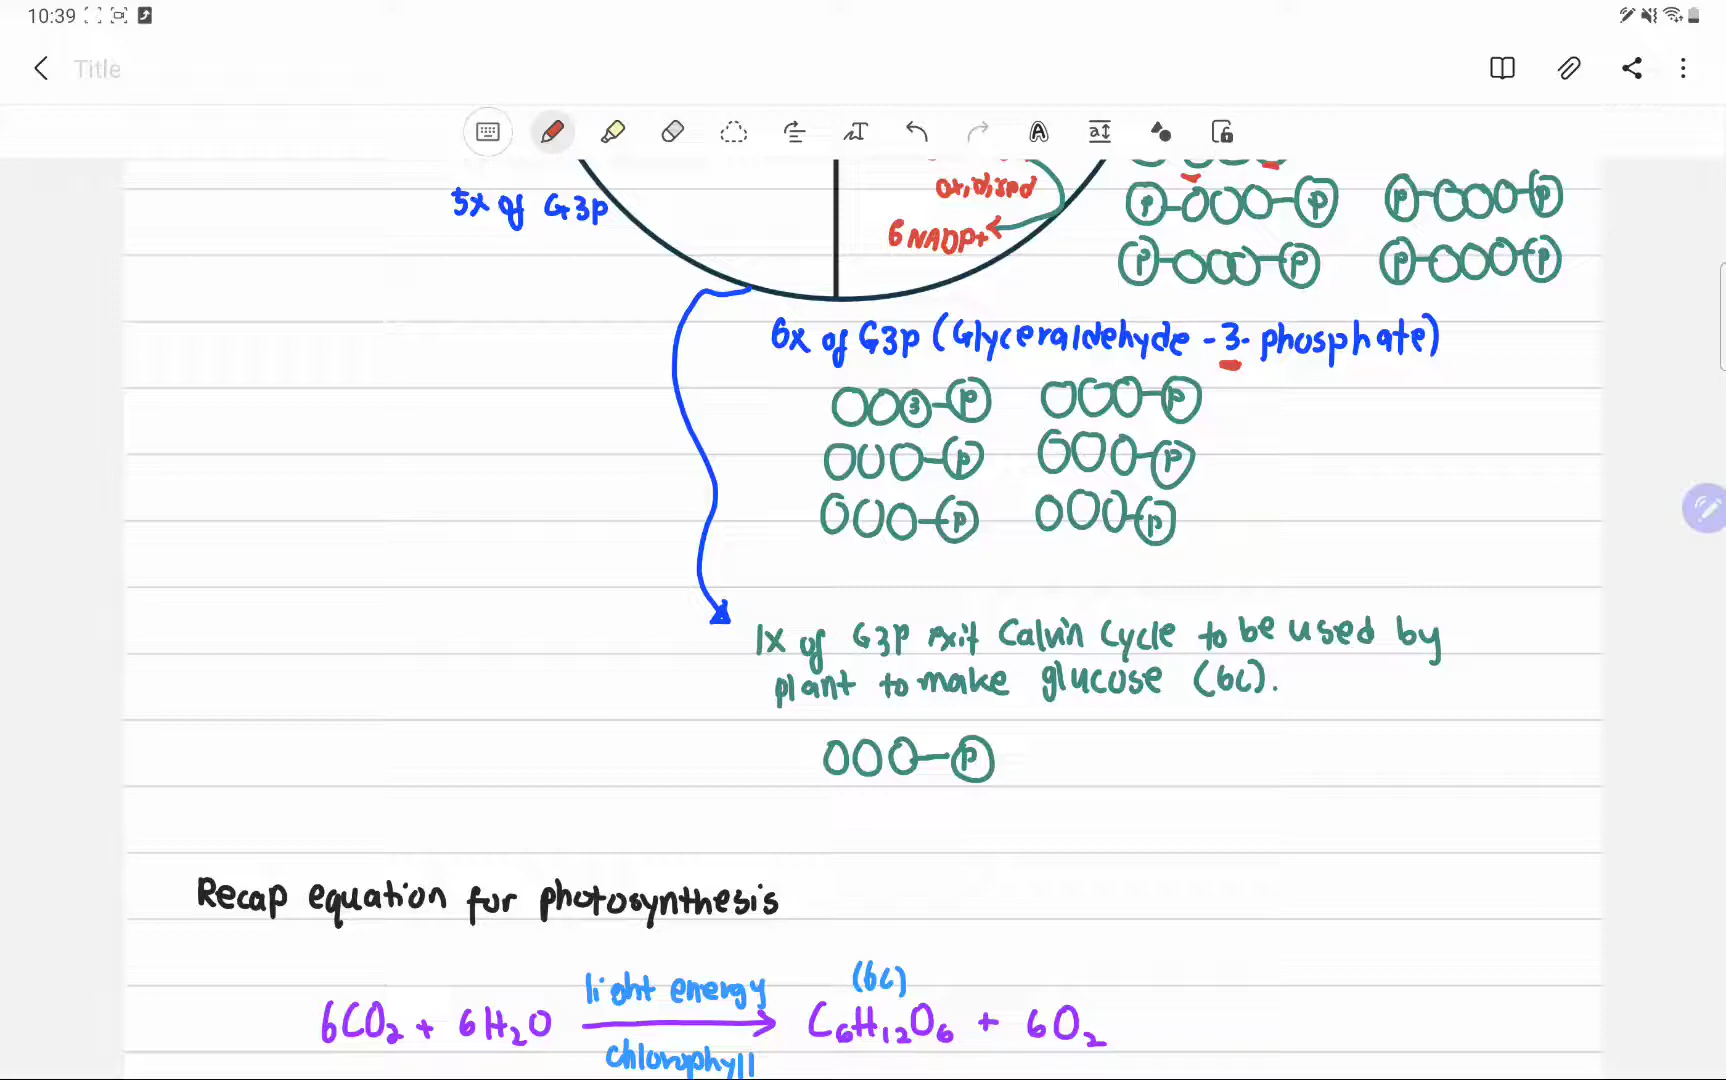 10:39
Title
5x of G3P
oxidised
6 NADP+
P P P P
P P P P
6x of G3P (Glyceraldehyde-3-phosphate)
3 P P
P P
P P
1x of G3P exit Calvin Cycle to be used by
plant to make glucose (6C).
P
Recap equation for photosynthesis
light energy (6C)
6CO2 + 6H2O → C6H12O6 + 6O2
chlorophyll